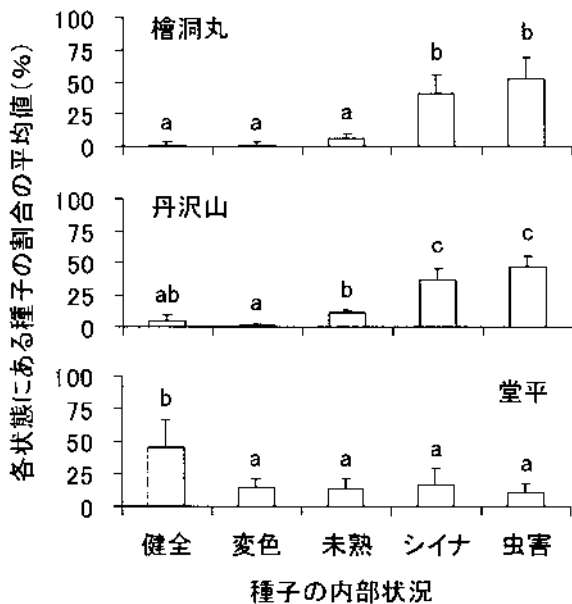 各状態にある種子の割合の平均値(%)
檜洞丸
100
75
50
25
0
a a a b b
丹沢山
100
75
50
25
0
ab a b c c
堂平
100
75
50
25
0
b a a a a
健全 変色 未熟 シイナ 虫害
種子の内部状況